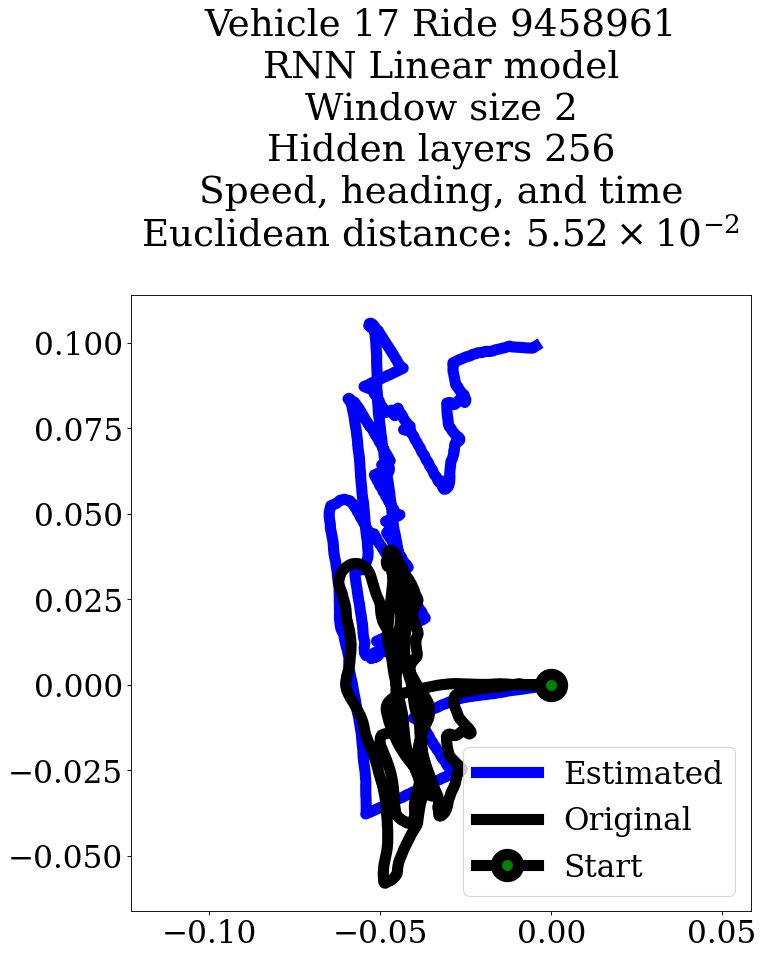 Vehicle 17 Ride 9458961
RNN Linear model
Window size 2
Hidden layers 256
Speed, heading, and time
Euclidean distance: 5.52 × 10⁻²
0.100
0.075
0.050
0.025
0.000
−0.025
−0.050
Estimated
Original
Start
−0.10 −0.05 0.00 0.05